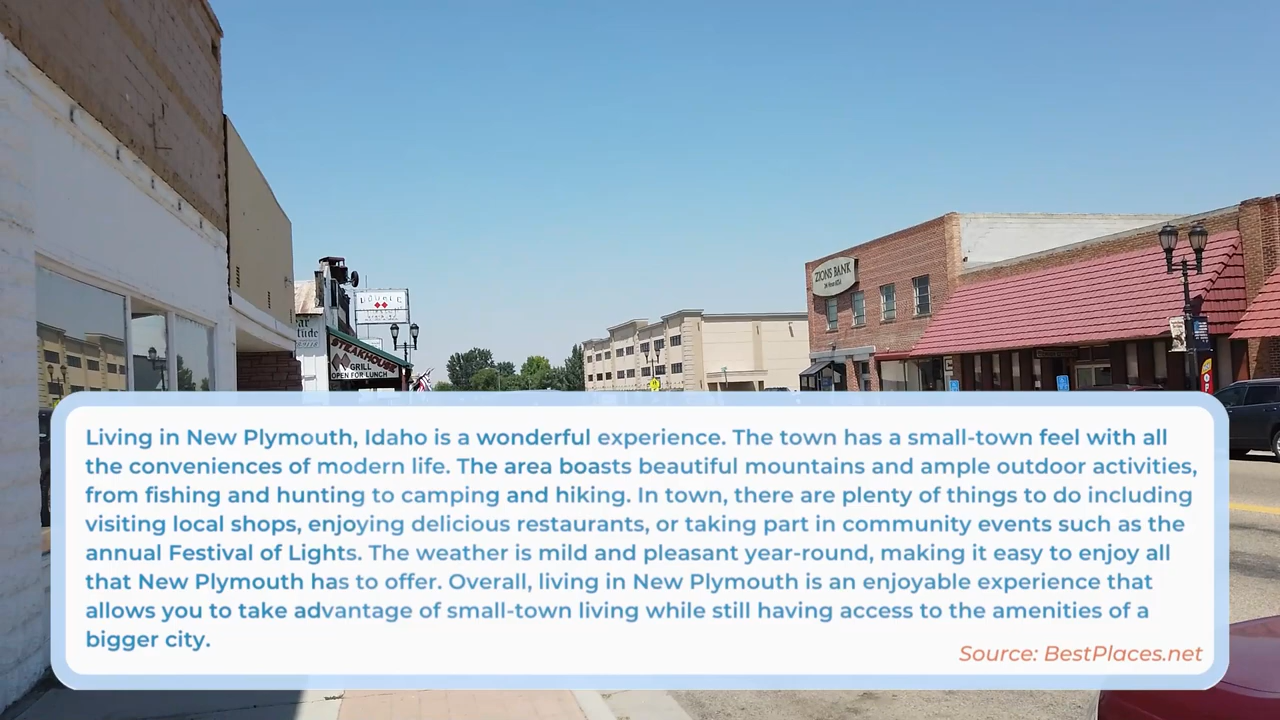 ZIONS BANK
DOUBLE
STEAKHOUSE
GRILL
OPEN FOR LUNCH
Living in New Plymouth, Idaho is a wonderful experience. The town has a small-town feel with all
the conveniences of modern life. The area boasts beautiful mountains and ample outdoor activities,
from fishing and hunting to camping and hiking. In town, there are plenty of things to do including
visiting local shops, enjoying delicious restaurants, or taking part in community events such as the
annual Festival of Lights. The weather is mild and pleasant year-round, making it easy to enjoy all
that New Plymouth has to offer. Overall, living in New Plymouth is an enjoyable experience that
allows you to take advantage of small-town living while still having access to the amenities of a
bigger city.
Source: BestPlaces.net